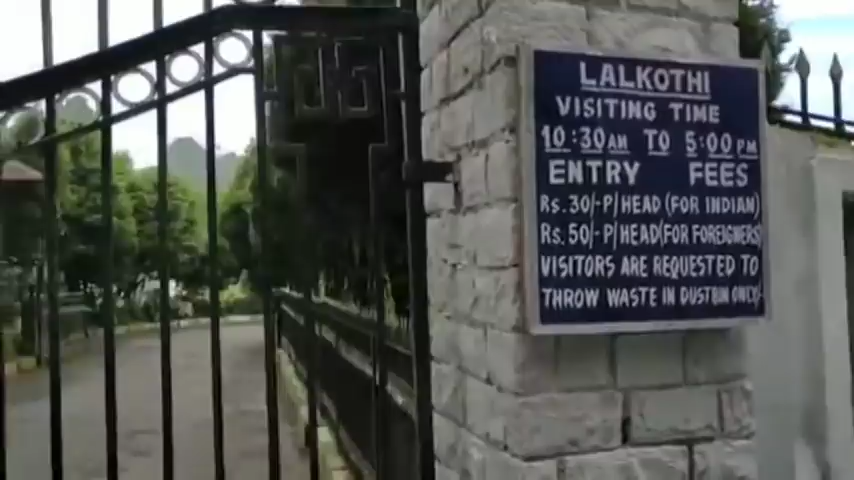 LALKOTHI
VISITING TIME
10:30AM TO 5:00PM
ENTRY FEES
Rs.30/-P/HEAD (FOR INDIAN)
Rs.50/-P/HEAD(FOR FOREIGNERS)
VISITORS ARE REQUESTED TO
THROW WASTE IN DUSTBIN ONLY